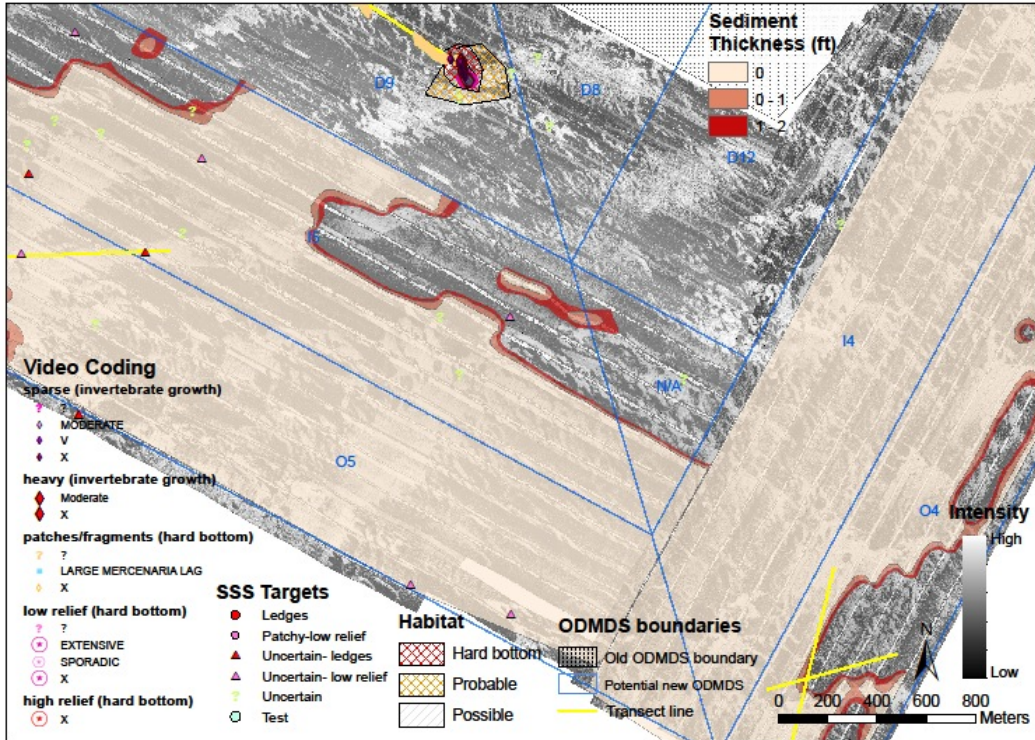 Sediment
Thickness (ft)
0
0 - 1
1 - 2
D9
D8
D12
I4
N/A
O5
O4
Video Coding
sparse (invertebrate growth)
? ?
MODERATE
V
X
heavy (invertebrate growth)
Moderate
X
patches/fragments (hard bottom)
? ?
LARGE MERCENARIA LAG
X
low relief (hard bottom)
? ?
EXTENSIVE
SPORADIC
X
high relief (hard bottom)
X
SSS Targets
Ledges
Patchy-low relief
Uncertain- ledges
Uncertain- low relief
? Uncertain
Test
Habitat
Hard bottom
Probable
Possible
ODMDS boundaries
Old ODMDS boundary
Potential new ODMDS
Transect line
Intensity
High
Low
N
0 200 400 600 800
Meters